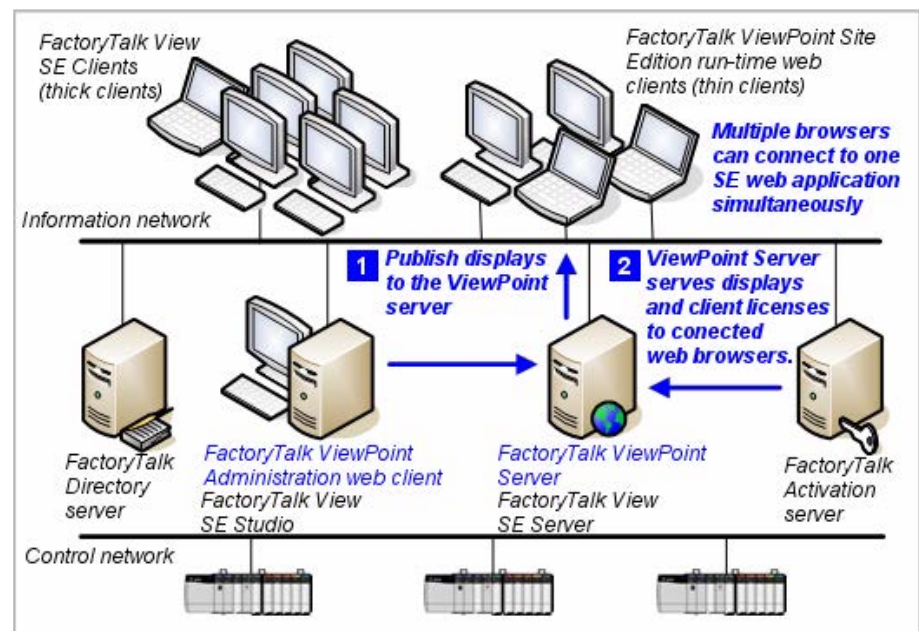 FactoryTalk View
SE Clients
(thick clients)
FactoryTalk ViewPoint Site
Edition run-time web
clients (thin clients)
Multiple browsers
can connect to one
SE web application
simultaneously
Information network
1 Publish displays
to the ViewPoint
server
2 ViewPoint Server
serves displays
and client licenses
to conected
web browsers.
FactoryTalk
Directory
server
FactoryTalk ViewPoint
Administration web client
FactoryTalk View
SE Studio
FactoryTalk ViewPoint
Server
FactoryTalk View
SE Server
FactoryTalk
Activation
server
Control network